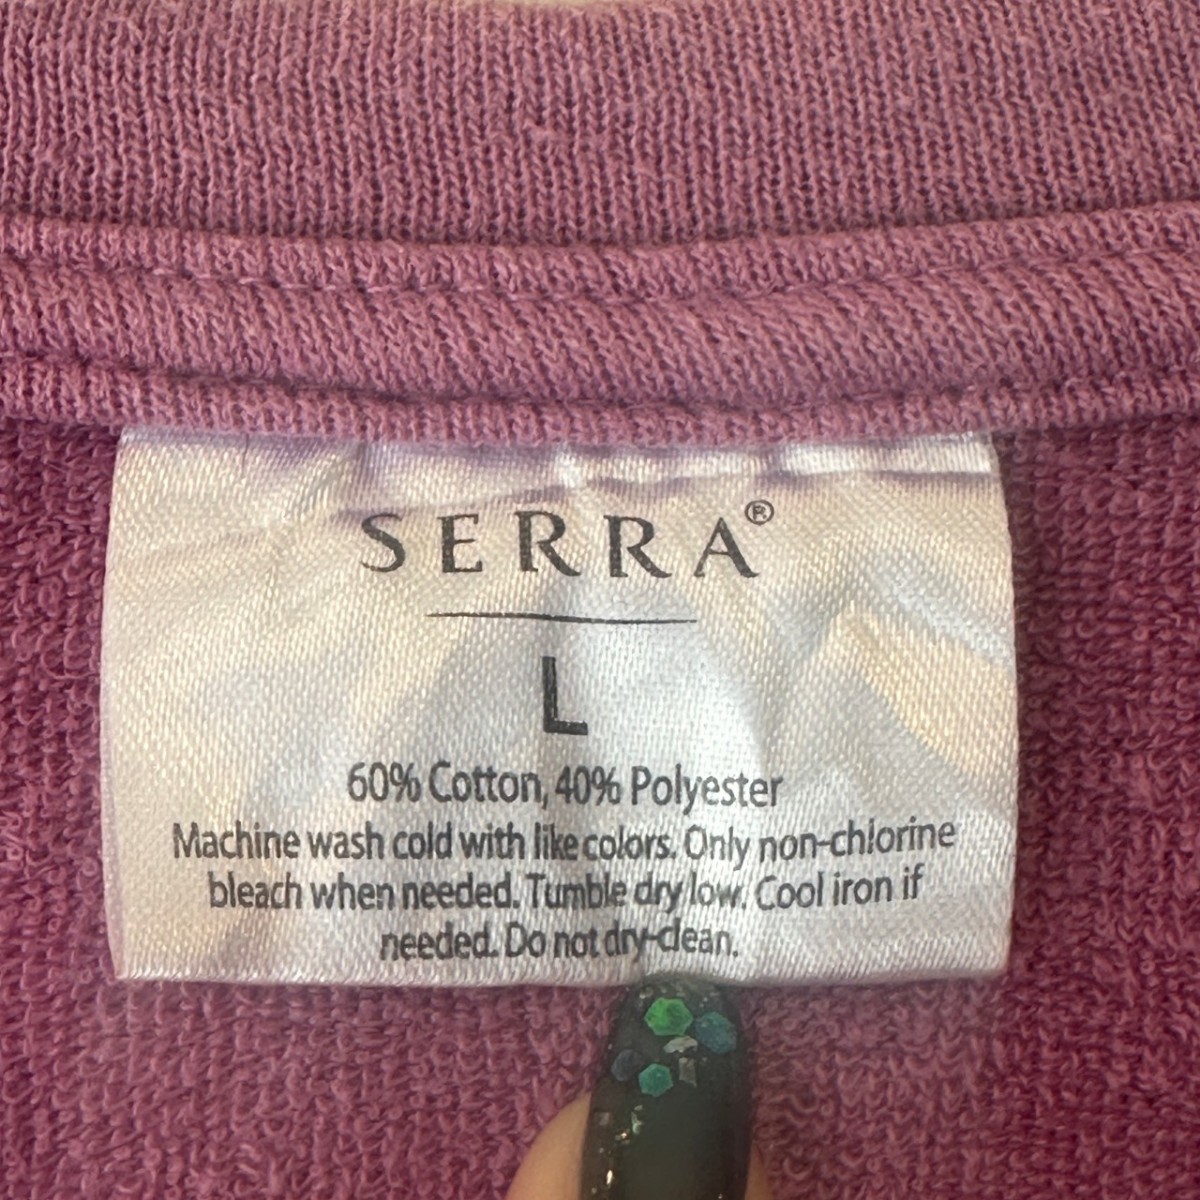 SERRA®
L
60% Cotton, 40% Polyester
Machine wash cold with like colors. Only non-chlorine
bleach when needed. Tumble dry low. Cool iron if
needed. Do not dry-clean.